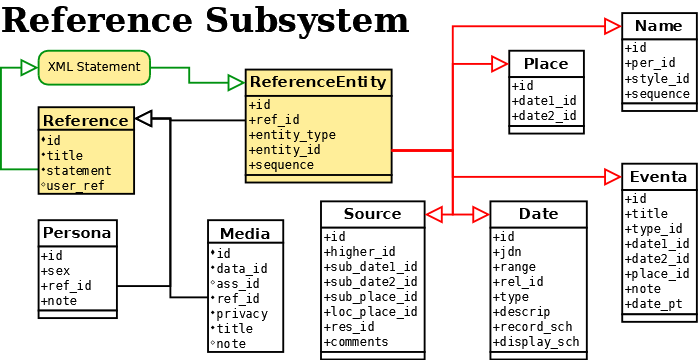 Reference Subsystem
XML Statement
ReferenceEntity
+id
+ref_id
+entity_type
+entity_id
+sequence
Place
+id
+date1_id
+date2_id
Name
+id
+per_id
+style_id
+sequence
Reference
id
title
statement
user_ref
Persona
+id
+sex
+ref_id
+note
Media
id
data_id
ass_id
ref_id
privacy
title
note
Source
+id
higher_id
+sub_date1_id
+sub_date2_id
+sub_place_id
+loc_place_id
+res_id
+comments
Date
+id
+jdn
+range
+rel_id
+type
+descrip
+record_sch
+display_sch
Eventa
+id
+title
+type_id
+date1_id
+date2_id
+place_id
+note
+date_pt